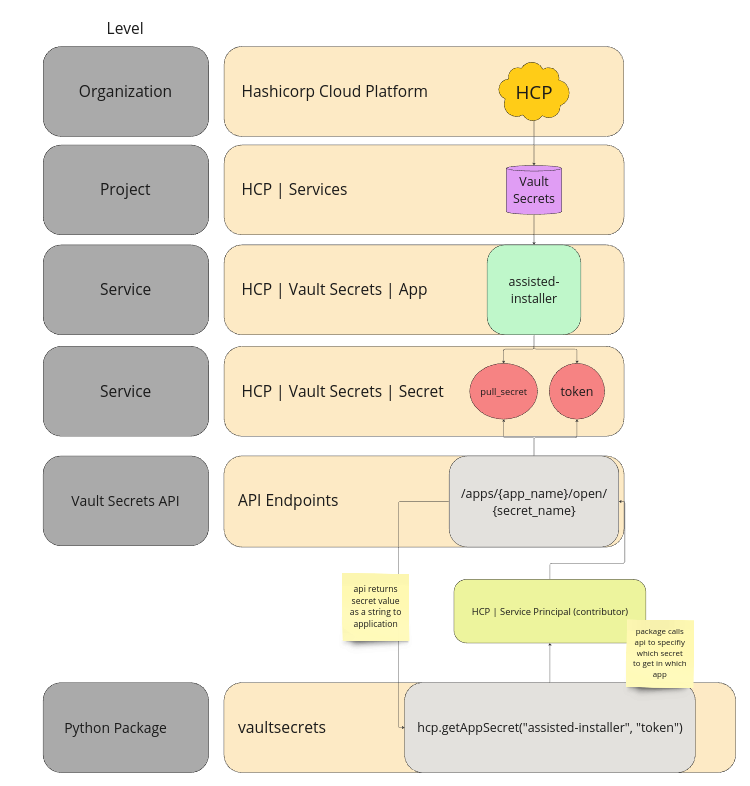 Level
Organization
Hashicorp Cloud Platform
HCP
Project
HCP | Services
Vault
Secrets
Service
HCP | Vault Secrets | App
assisted-
installer
Service
HCP | Vault Secrets | Secret
pull_secret
token
Vault Secrets API
API Endpoints
/apps/{app_name}/open/
{secret_name}
api returns
secret value
as a string to
application
HCP | Service Principal (contributor)
package calls
api to specifiy
which secret
to get in which
app
Python Package
vaultsecrets
hcp.getAppSecret("assisted-installer", "token")